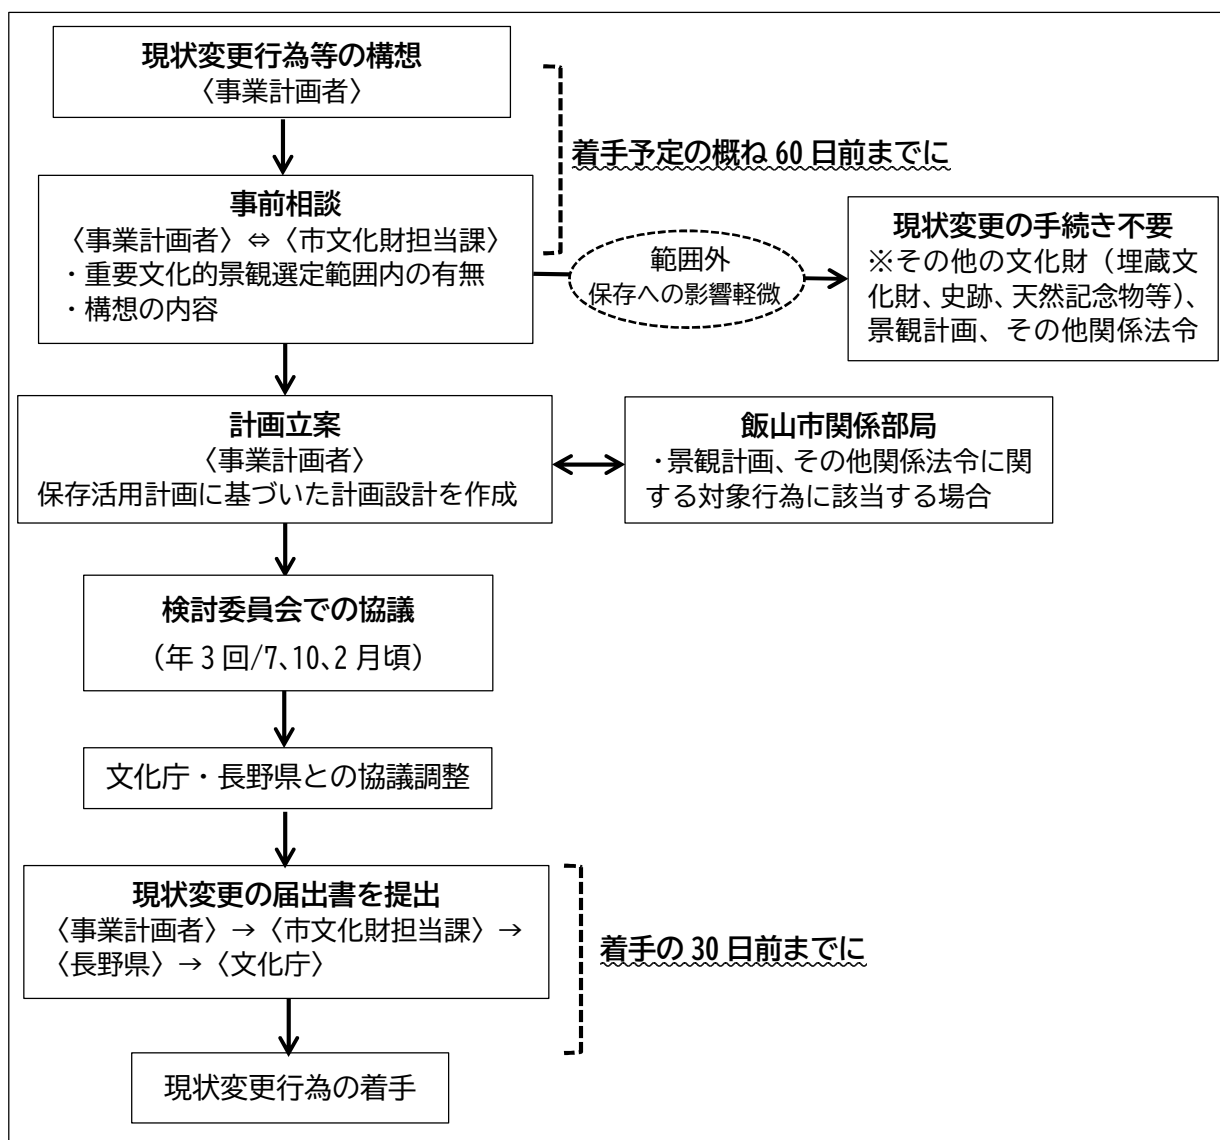 現状変更行為等の構想
〈事業計画者〉
着手予定の概ね 60 日前までに
事前相談
〈事業計画者〉⇔〈市文化財担当課〉
・重要文化的景観選定範囲内の有無
・構想の内容
範囲外
保存への影響軽微
現状変更の手続き不要
※その他の文化財（埋蔵文
化財、史跡、天然記念物等）、
景観計画、その他関係法令
計画立案
〈事業計画者〉
保存活用計画に基づいた計画設計を作成
飯山市関係部局
・景観計画、その他関係法令に関
する対象行為に該当する場合
検討委員会での協議
（年 3 回/7、10、2 月頃）
文化庁・長野県との協議調整
現状変更の届出書を提出
〈事業計画者〉→〈市文化財担当課〉→
〈長野県〉→〈文化庁〉
着手の 30 日前までに
現状変更行為の着手